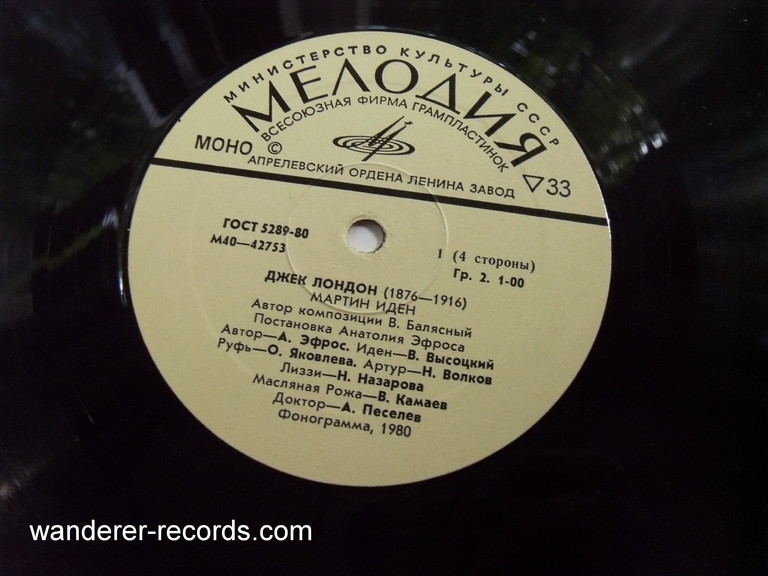 МИНИСТЕРСТВО КУЛЬТУРЫ СССР
МЕЛОДИЯ
ВСЕСОЮЗНАЯ ФИРМА ГРАМПЛАСТИНОК
МОНО ©
АПРЕЛЕВСКИЙ ОРДЕНА ЛЕНИНА ЗАВОД
▽33
ГОСТ 5289-80
М40—42753
1 (4 стороны)
Гр. 2. 1-00
ДЖЕК ЛОНДОН (1876—1916)
МАРТИН ИДЕН
Автор композиции В. Балясный
Постановка Анатолия Эфроса
Автор—А. Эфрос. Иден—В. Высоцкий
Руфь—О. Яковлева. Артур—Н. Волков
Лиззи—Н. Назарова
Масляная Рожа—В. Камаев
Доктор—А. Песелев
Фонограмма, 1980
wanderer-records.com